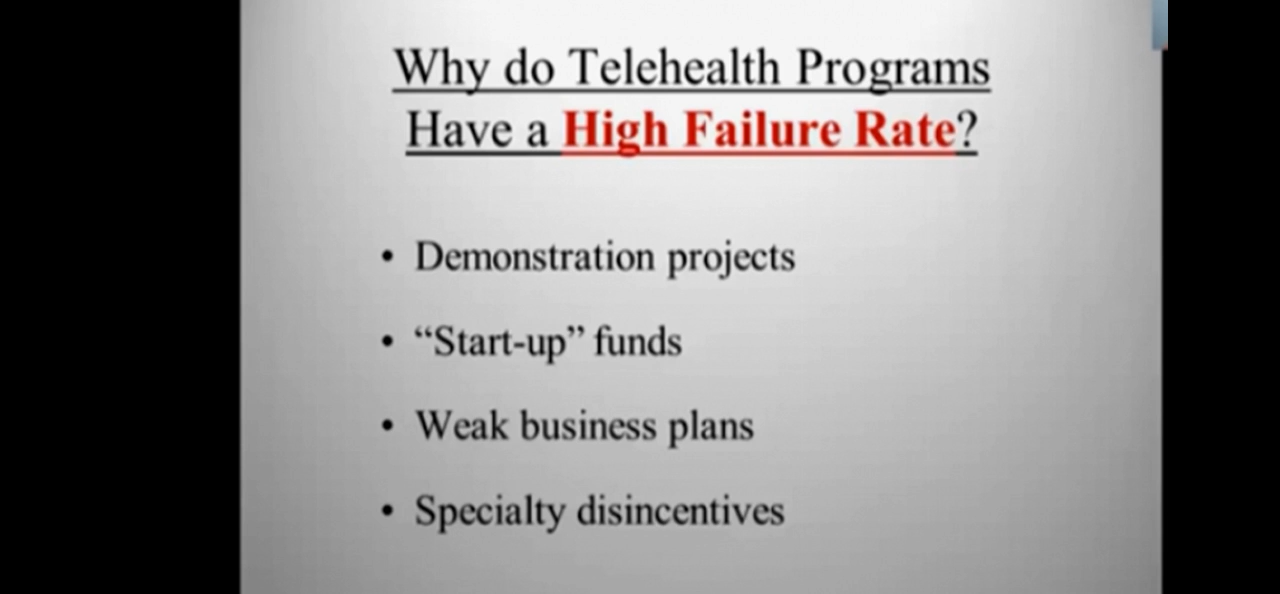 Why do Telehealth Programs
Have a High Failure Rate?
• Demonstration projects
• “Start-up” funds
• Weak business plans
• Specialty disincentives